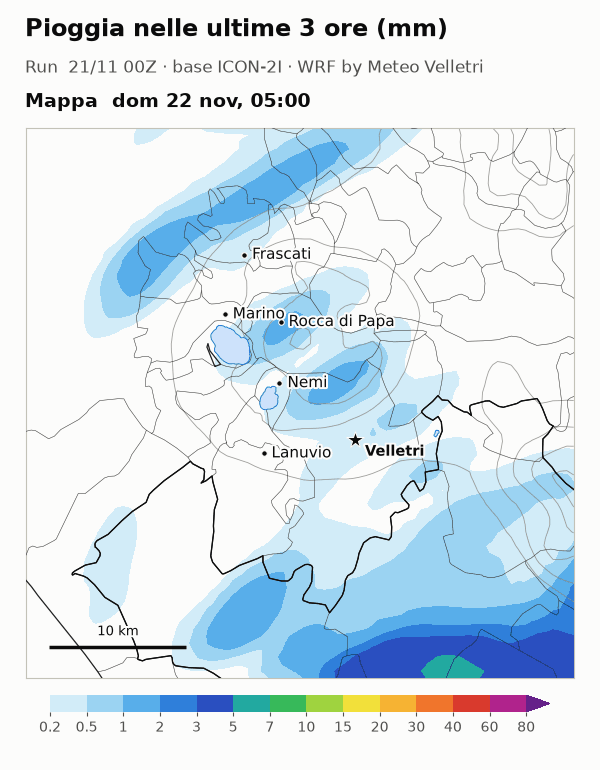 Pioggia nelle ultime 3 ore (mm)
Run 21/11 00Z · base ICON-2I · WRF by Meteo Velletri
Mappa dom 22 nov, 05:00
Frascati
Marino
Rocca di Papa
Nemi
Velletri
Lanuvio
10 km
0.2 0.5 1 2 3 5 7 10 15 20 30 40 60 80